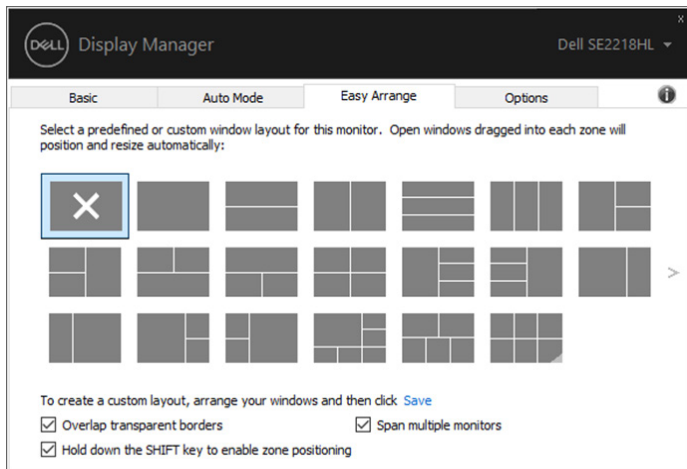 x
DELL Display Manager Dell SE2218HL
Basic Auto Mode Easy Arrange Options i
Select a predefined or custom window layout for this monitor. Open windows dragged into each zone will
position and resize automatically:
To create a custom layout, arrange your windows and then click Save
Overlap transparent borders Span multiple monitors
Hold down the SHIFT key to enable zone positioning